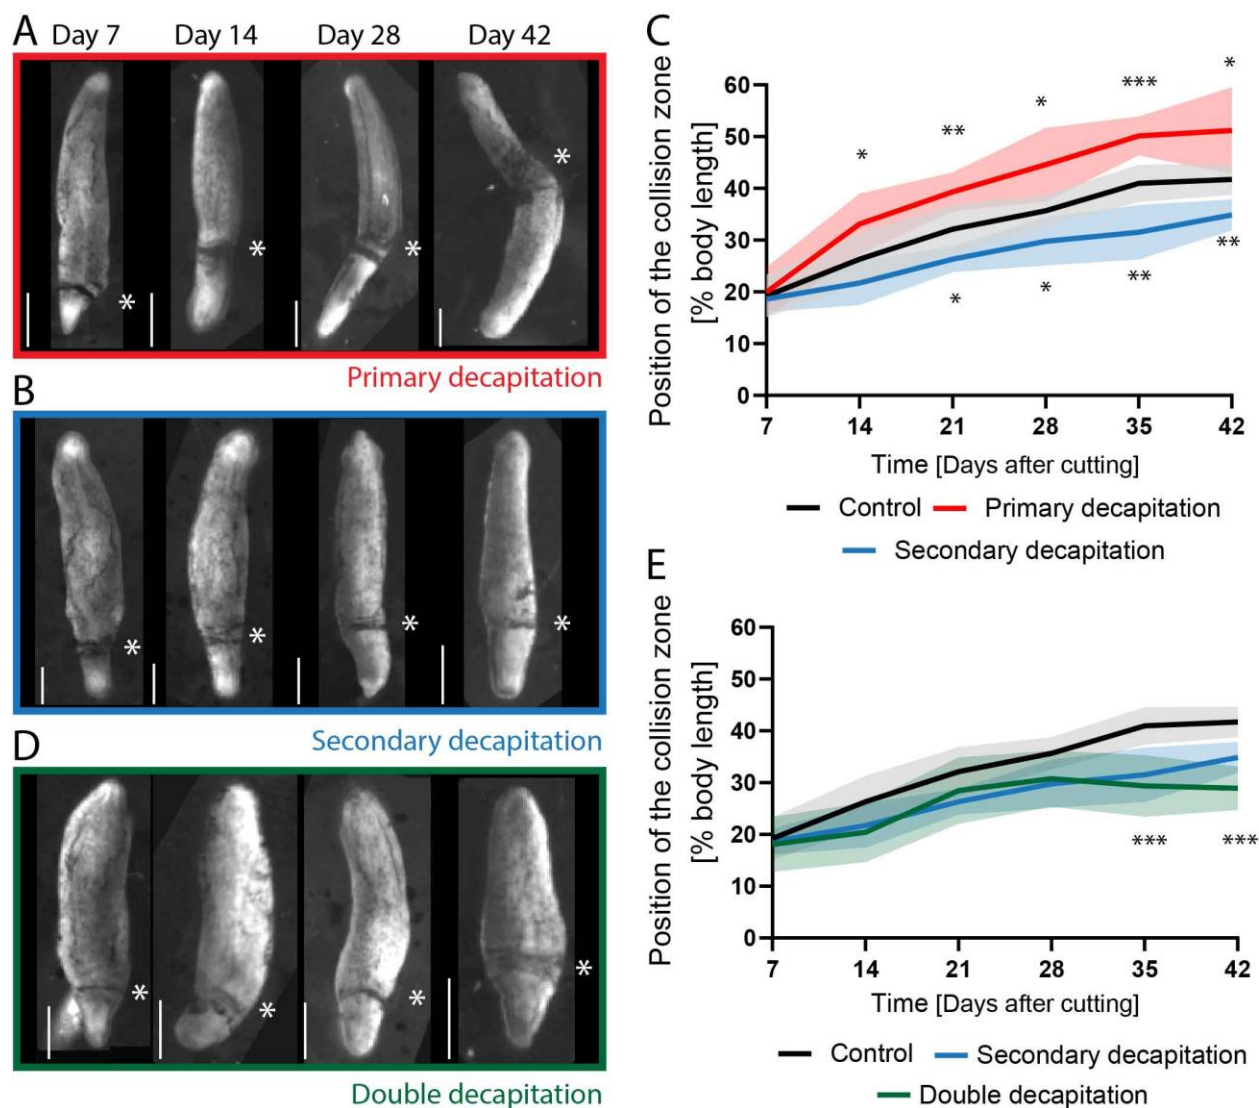 A Day 7 Day 14 Day 28 Day 42
*
*
*
*
Primary decapitation
B
*
*
*
*
Secondary decapitation
D
*
*
*
*
Double decapitation
C
Position of the collision zone
[% body length]
60
50
40
30
20
10
0
*
**
*
***
*
*
*
**
**
7 14 21 28 35 42
Time [Days after cutting]
Control Primary decapitation
Secondary decapitation
E
Position of the collision zone
[% body length]
60
50
40
30
20
10
0
*** ***
7 14 21 28 35 42
Time [Days after cutting]
Control Secondary decapitation
Double decapitation